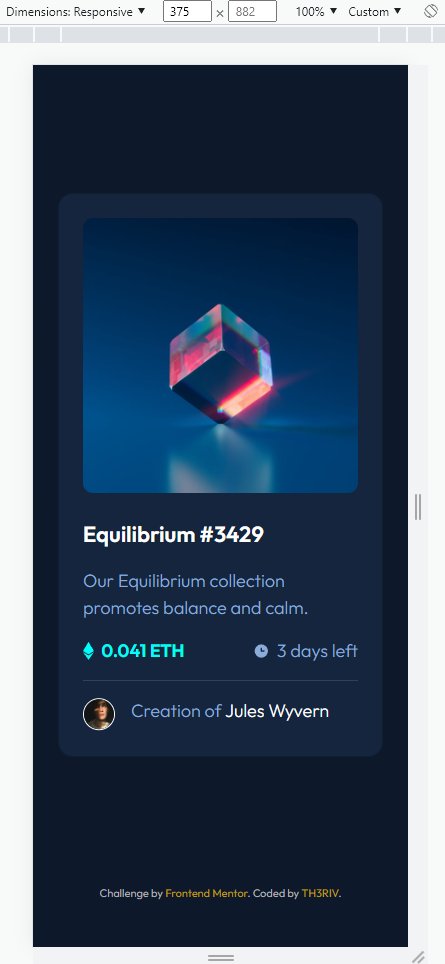 Dimensions: Responsive ▼ 375 × 882 100% ▼ Custom ▼
Equilibrium #3429
Our Equilibrium collection
promotes balance and calm.
0.041 ETH 3 days left
Creation of Jules Wyvern
Challenge by Frontend Mentor. Coded by TH3RIV.